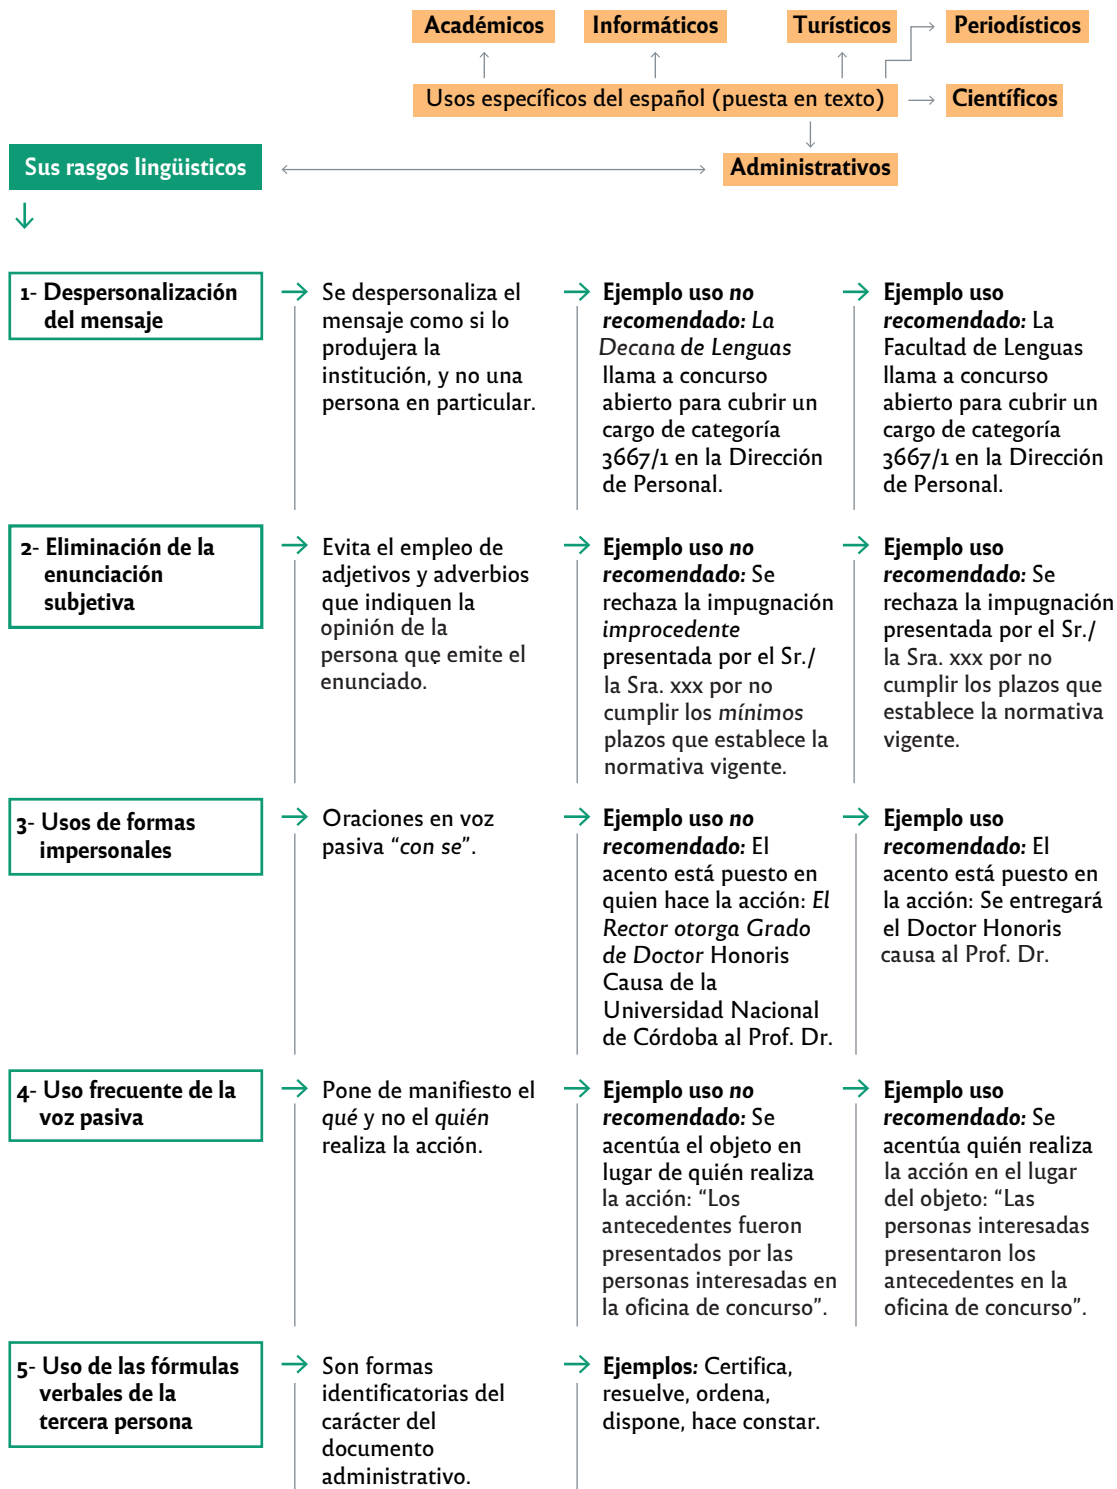 Académicos
Informáticos
Turísticos
Periodísticos
Usos específicos del español (puesta en texto)
Científicos
Sus rasgos lingüisticos
Administrativos
1- Despersonalización
del mensaje
Se despersonaliza el
mensaje como si lo
produjera la
institución, y no una
persona en particular.
Ejemplo uso no
recomendado: La
Decana de Lenguas
llama a concurso
abierto para cubrir un
cargo de categoría
3667/1 en la Dirección
de Personal.
Ejemplo uso
recomendado: La
Facultad de Lenguas
llama a concurso
abierto para cubrir un
cargo de categoría
3667/1 en la Dirección
de Personal.
2- Eliminación de la
enunciación
subjetiva
Evita el empleo de
adjetivos y adverbios
que indiquen la
opinión de la
persona que emite el
enunciado.
Ejemplo uso no
recomendado: Se
rechaza la impugnación
improcedente
presentada por el Sr./
la Sra. xxx por no
cumplir los mínimos
plazos que establece la
normativa vigente.
Ejemplo uso
recomendado: Se
rechaza la impugnación
presentada por el Sr./
la Sra. xxx por no
cumplir los plazos que
establece la normativa
vigente.
3- Usos de formas
impersonales
Oraciones en voz
pasiva “con se”.
Ejemplo uso no
recomendado: El
acento está puesto en
quien hace la acción: El
Rector otorga Grado
de Doctor Honoris
Causa de la
Universidad Nacional
de Córdoba al Prof. Dr.
Ejemplo uso
recomendado: El
acento está puesto en
la acción: Se entregará
el Doctor Honoris
causa al Prof. Dr.
4- Uso frecuente de la
voz pasiva
Pone de manifiesto el
qué y no el quién
realiza la acción.
Ejemplo uso no
recomendado: Se
acentúa el objeto en
lugar de quién realiza
la acción: “Los
antecedentes fueron
presentados por las
personas interesadas en
la oficina de concurso”.
Ejemplo uso
recomendado: Se
acentúa quién realiza
la acción en el lugar
del objeto: “Las
personas interesadas
presentaron los
antecedentes en la
oficina de concurso”.
5- Uso de las fórmulas
verbales de la
tercera persona
Son formas
identificatorias del
carácter del
documento
administrativo.
Ejemplos: Certifica,
resuelve, ordena,
dispone, hace constar.